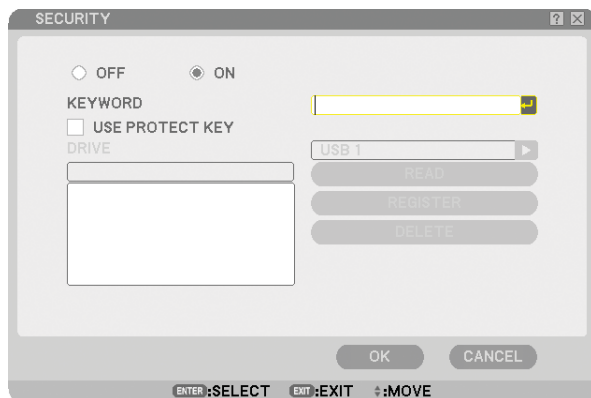 SECURITY
OFF ON
KEYWORD
USE PROTECT KEY
DRIVE USB 1
READ
REGISTER
DELETE
OK CANCEL
ENTER:SELECT EXIT:EXIT :MOVE